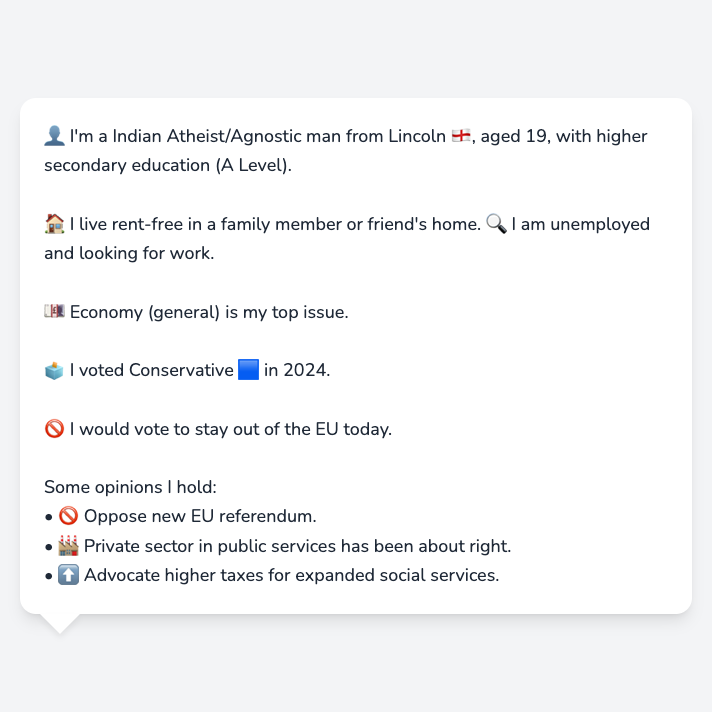 👤 I'm a Indian Atheist/Agnostic man from Lincoln 🏴󠁧󠁢󠁥󠁮󠁧󠁿, aged 19, with higher
secondary education (A Level).
🏠 I live rent-free in a family member or friend's home. 🔍 I am unemployed
and looking for work.
💷 Economy (general) is my top issue.
🗳️ I voted Conservative 🟦 in 2024.
🚫 I would vote to stay out of the EU today.
Some opinions I hold:
• 🚫 Oppose new EU referendum.
• 🏭 Private sector in public services has been about right.
• ⬆️ Advocate higher taxes for expanded social services.